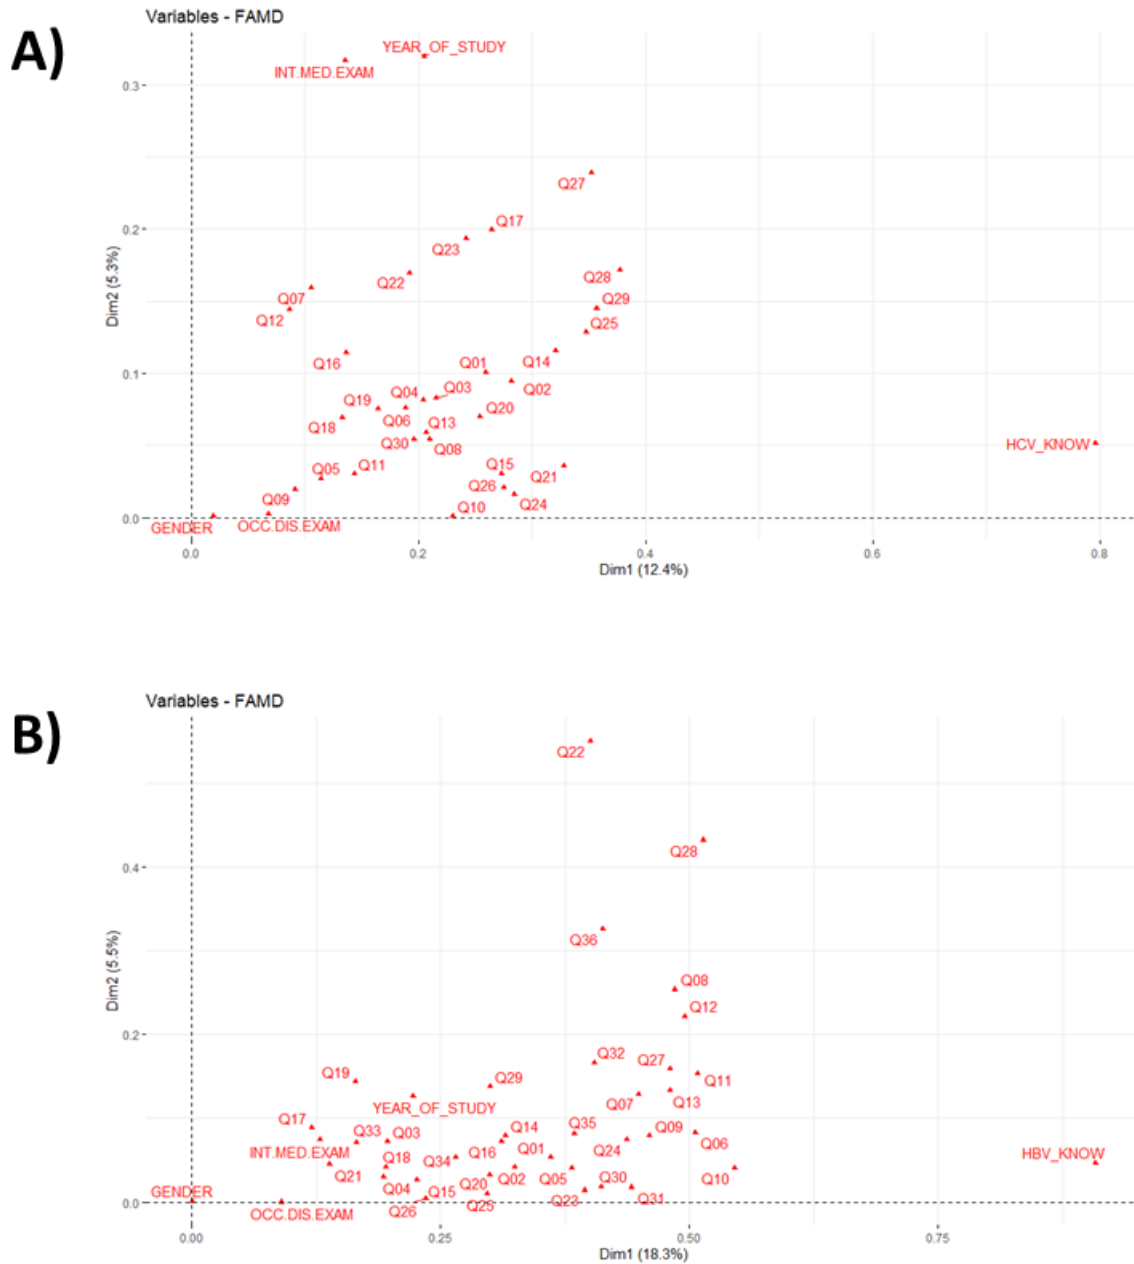 A)
Variables - FAMD
YEAR_OF_STUDY
INT.MED.EXAM
0.3
Q27
Q17
0.2
Q23
Q28
Q22
Q07
Q29
Q12
Q25
Q16
Q01
Q14
0.1
Q04
Q03
Q02
Q19
Q20
Q06
Q13
Q18
Q30
Q08
HCV_KNOW
Q05
Q11
Q15
Q21
Q26
Q09
Q10
Q24
0.0
GENDER
OCC.DIS.EXAM
Dim2 (5.3%)
0.0
0.2
0.4
0.6
0.8
Dim1 (12.4%)
B)
Variables - FAMD
Q22
Q28
0.4
Q36
Q08
Q12
0.2
Q32
Q27
Q19
Q29
Q11
YEAR_OF_STUDY
Q07
Q13
Q17
Q33
Q03
Q14
Q35
Q09
INT.MED.EXAM
Q16
Q01
Q24
Q06
HBV_KNOW
Q18
Q34
Q21
Q04
Q20
Q02
Q05
Q30
Q10
GENDER
Q15
0.0
OCC.DIS.EXAM
Q26
Q25
Q23
Q31
Dim2 (5.5%)
0.00
0.25
0.50
0.75
Dim1 (18.3%)